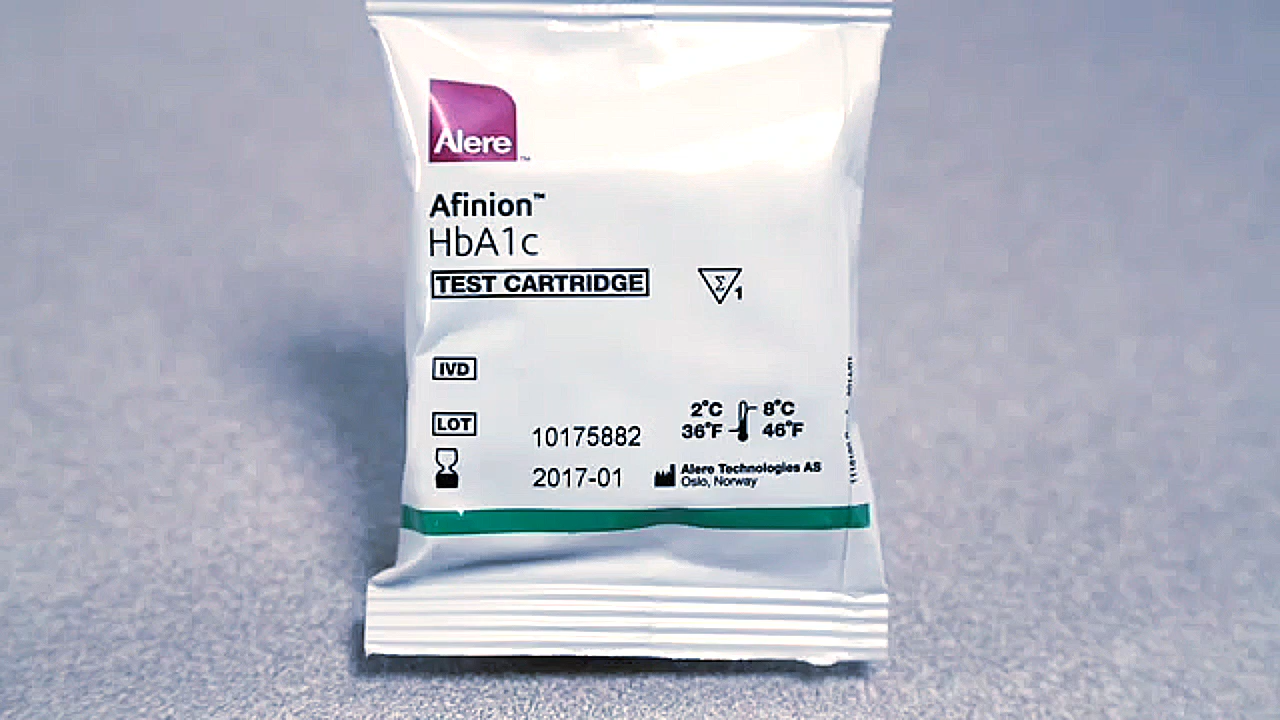 Alere™
Afinion™
HbA1c
TEST CARTRIDGE
Σ 1
IVD
2°C 8°C
LOT 10175882 36°F 46°F
2017-01 Alere Technologies AS
Oslo, Norway